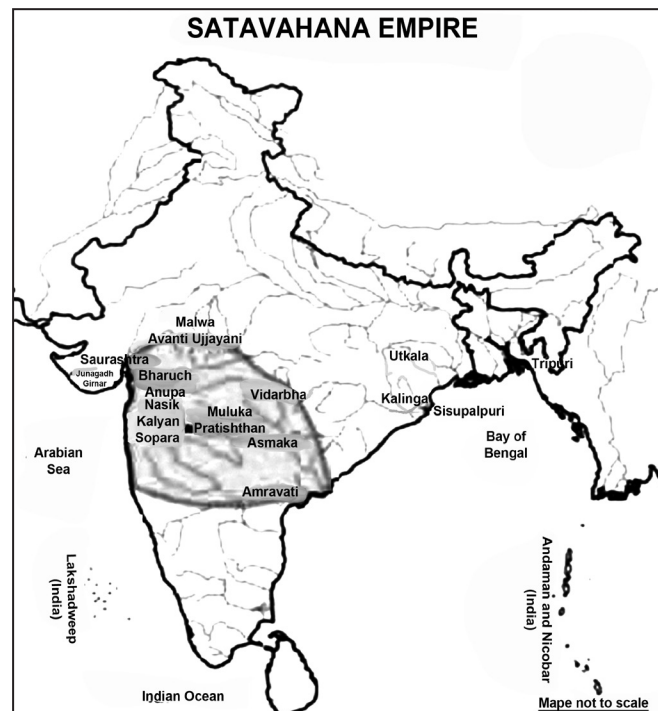 SATAVAHANA EMPIRE
Malwa
Avanti Ujjayani
Saurashtra
Junagadh
Girnar
Bharuch
Anupa
Nasik
Kalyan
Sopara
Vidarbha
Muluka
Pratishthan
Asmaka
Amravati
Utkala
Kalinga
Sisupalpuri
Tripuri
Arabian
Sea
Bay of
Bengal
Lakshadweep
(India)
Andaman and Nicobar
(India)
Indian Ocean
Mape not to scale